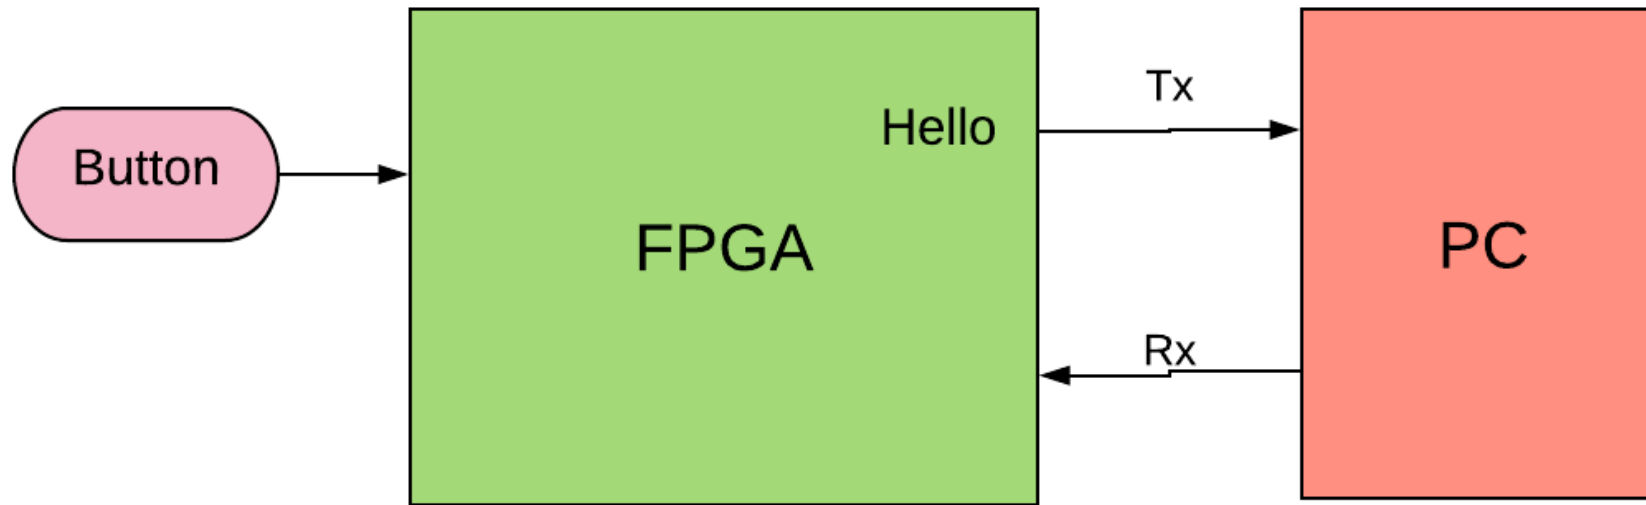 Button
Hello
FPGA
Tx
Rx
PC